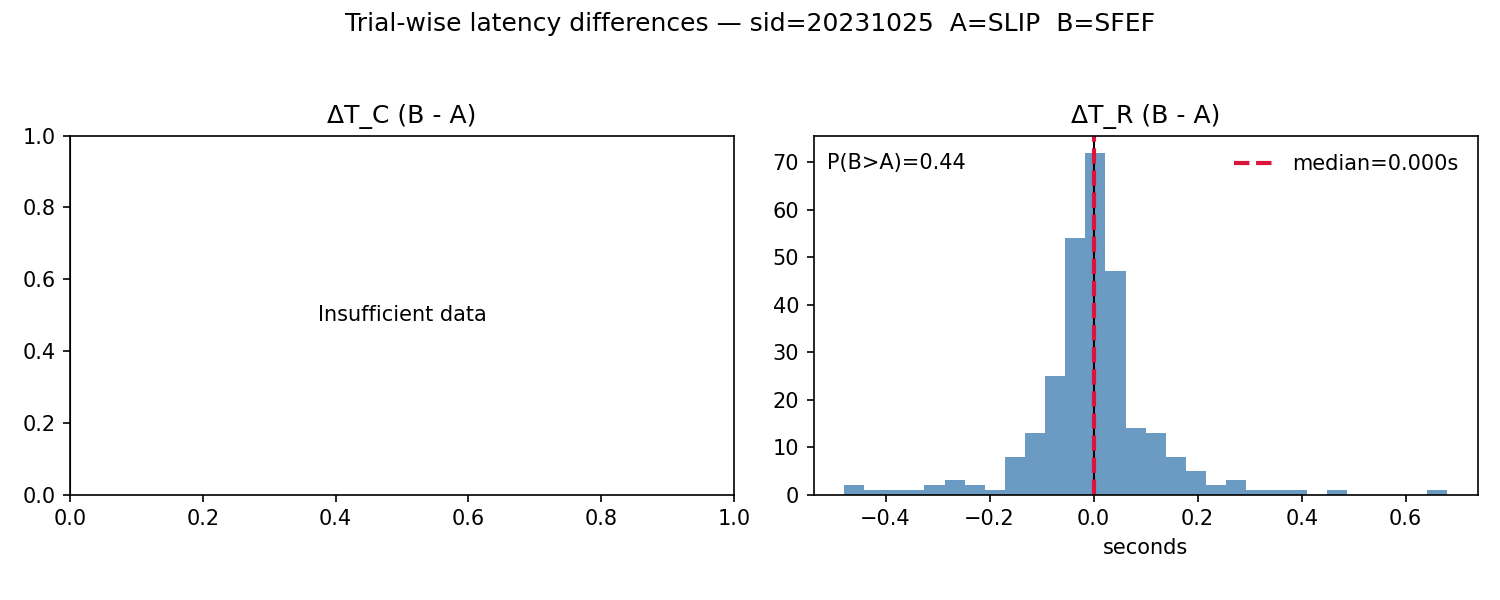 Trial-wise latency differences — sid=20231025  A=SLIP  B=SFEF
ΔT_C (B - A)
1.0
0.8
0.6
0.4
0.2
0.0
Insufficient data
0.0 0.2 0.4 0.6 0.8 1.0
ΔT_R (B - A)
P(B>A)=0.44
median=0.000s
70
60
50
40
30
20
10
0
−0.4 −0.2 0.0 0.2 0.4 0.6
seconds